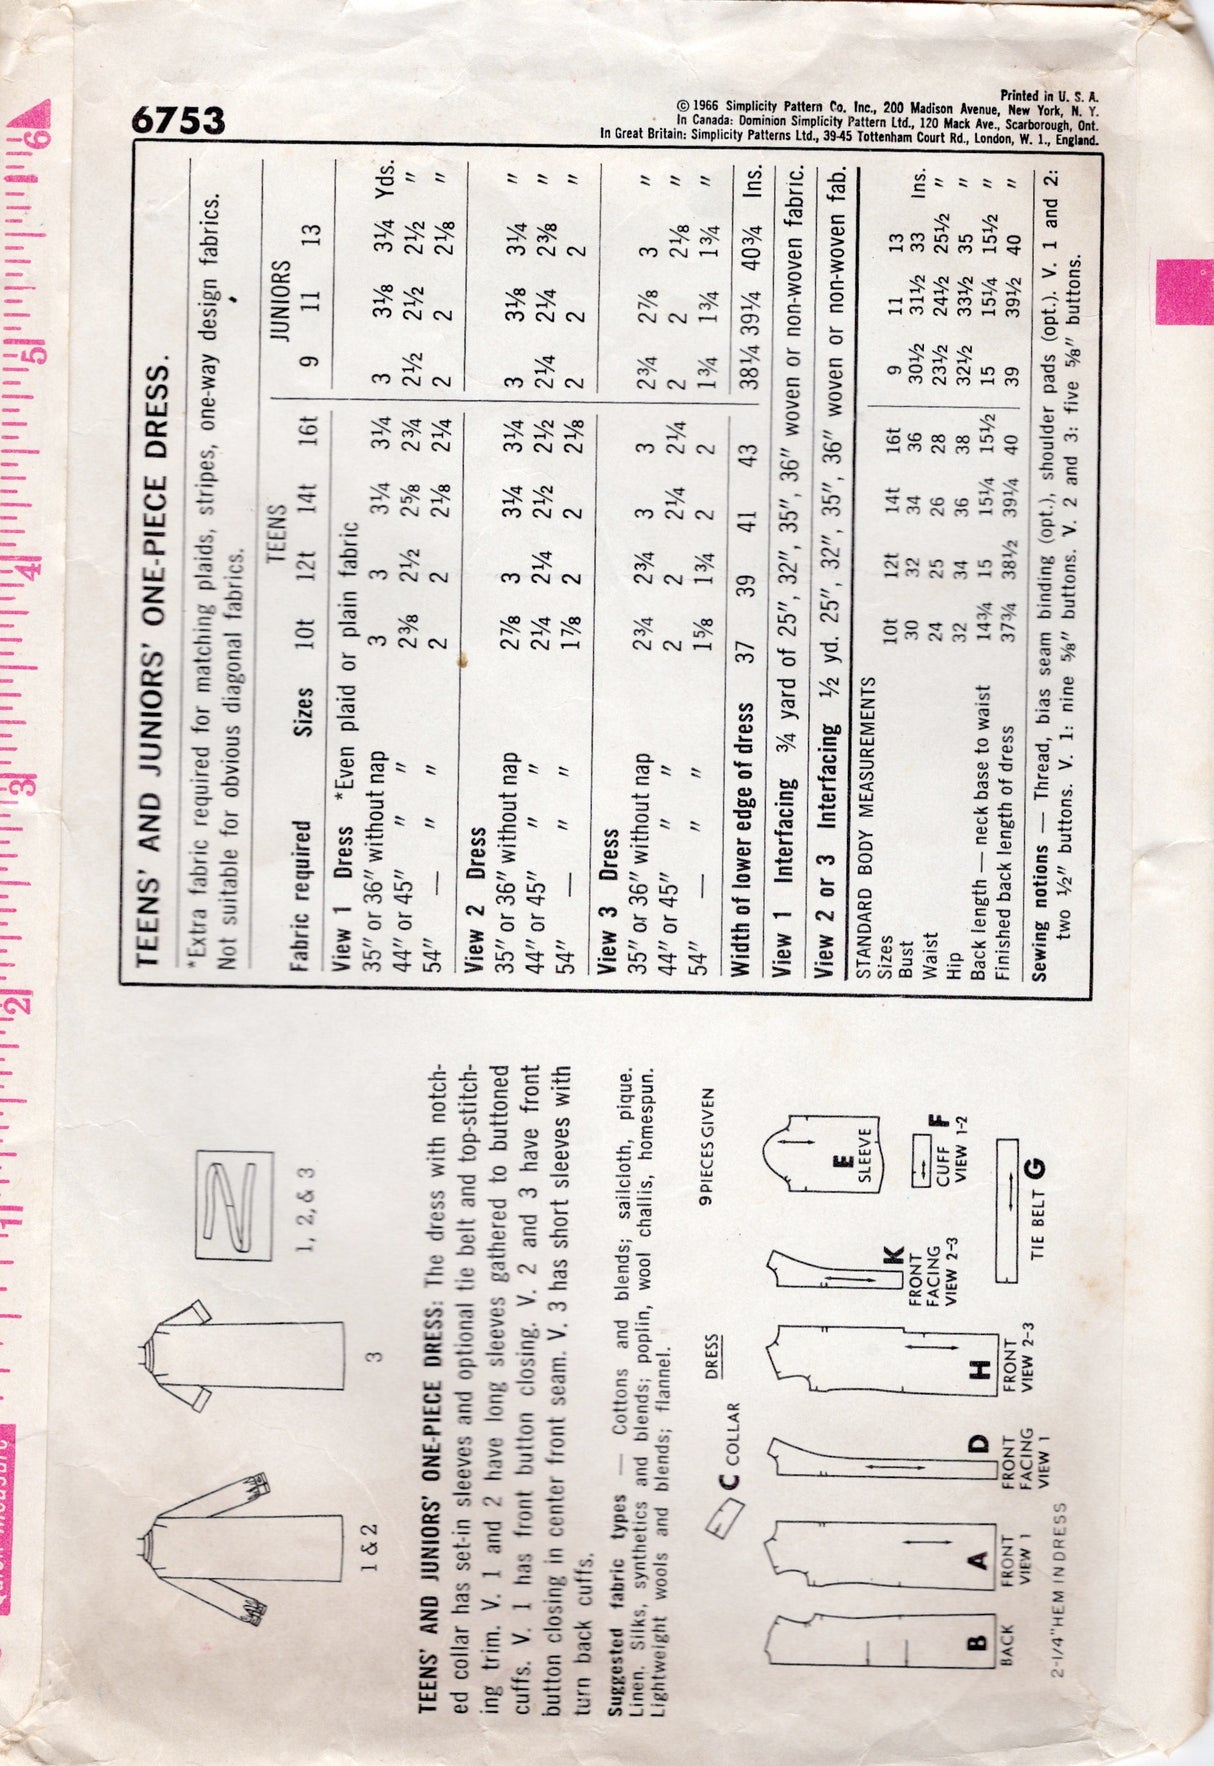 6753
Printed in U. S. A.
© 1966 Simplicity Pattern Co. Inc., 200 Madison Avenue, New York, N. Y.
In Canada: Dominion Simplicity Pattern Ltd., 120 Mack Ave., Scarborough, Ont.
In Great Britain: Simplicity Patterns Ltd., 39-45 Tottenham Court Rd., London, W. 1., England.
1 & 2
3
1, 2, & 3
TEENS' AND JUNIORS' ONE-PIECE DRESS: The dress with notch-
ed collar has set-in sleeves and optional tie belt and top-stitch-
ing trim. V. 1 and 2 have long sleeves gathered to buttoned
cuffs. V. 1 has front button closing. V. 2 and 3 have front
button closing in center front seam. V. 3 has short sleeves with
turn back cuffs.
Suggested fabric types — Cottons and blends; sailcloth, pique.
Linen. Silks, synthetics and blends; poplin, wool challis, homespun.
Lightweight wools and blends; flannel.
DRESS
9 PIECES GIVEN
C COLLAR
B
BACK
A
FRONT
VIEW 1
D
FRONT
FACING
VIEW 1
H
FRONT
VIEW 2-3
K
FRONT
FACING
VIEW 2-3
E
SLEEVE
F
CUFF
VIEW 1-2
TIE BELT G
2-1/4"HEM IN DRESS
TEENS' AND JUNIORS' ONE-PIECE DRESS.
*Extra fabric required for matching plaids, stripes, one-way design fabrics.
Not suitable for obvious diagonal fabrics.
TEENS JUNIORS
Fabric required Sizes 10t 12t 14t 16t 9 11 13
View 1 Dress *Even plaid or plain fabric
35" or 36" without nap 3 3 3¼ 3¼ 3 3⅛ 3¼ Yds.
44" or 45" " " 2⅜ 2½ 2⅝ 2¾ 2½ 2½ 2½ "
54" — " 2 2 2⅛ 2¼ 2 2 2⅛ "
View 2 Dress
35" or 36" without nap 2⅞ 3 3¼ 3¼ 3 3⅛ 3¼ "
44" or 45" " " 2¼ 2¼ 2½ 2½ 2¼ 2¼ 2⅜ "
54" — " 1⅞ 2 2 2⅛ 2 2 2 "
View 3 Dress
35" or 36" without nap 2¾ 2¾ 3 3 2¾ 2⅞ 3 "
44" or 45" " " 2 2 2¼ 2¼ 2 2 2⅛ "
54" — " 1⅝ 1¾ 2 2 1¾ 1¾ 1¾ "
Width of lower edge of dress 37 39 41 43 38¼ 39¼ 40¾ Ins.
View 1 Interfacing ¾ yard of 25", 32", 35", 36" woven or non-woven fabric.
View 2 or 3 Interfacing ½ yd. 25", 32", 35", 36" woven or non-woven fab.
STANDARD BODY MEASUREMENTS
Sizes 10t 12t 14t 16t 9 11 13
Bust 30 32 34 36 30½ 31½ 33 Ins.
Waist 24 25 26 28 23½ 24½ 25½ "
Hip 32 34 36 38 32½ 33½ 35 "
Back length — neck base to waist 14¾ 15 15¼ 15½ 15 15¼ 15½ "
Finished back length of dress 37¾ 38½ 39¼ 40 39 39½ 40 "
Sewing notions — Thread, bias seam binding (opt.), shoulder pads (opt.). V. 1 and 2:
two ½" buttons. V. 1: nine ⅝" buttons. V. 2 and 3: five ⅝" buttons.
1
2
3
4
5
6